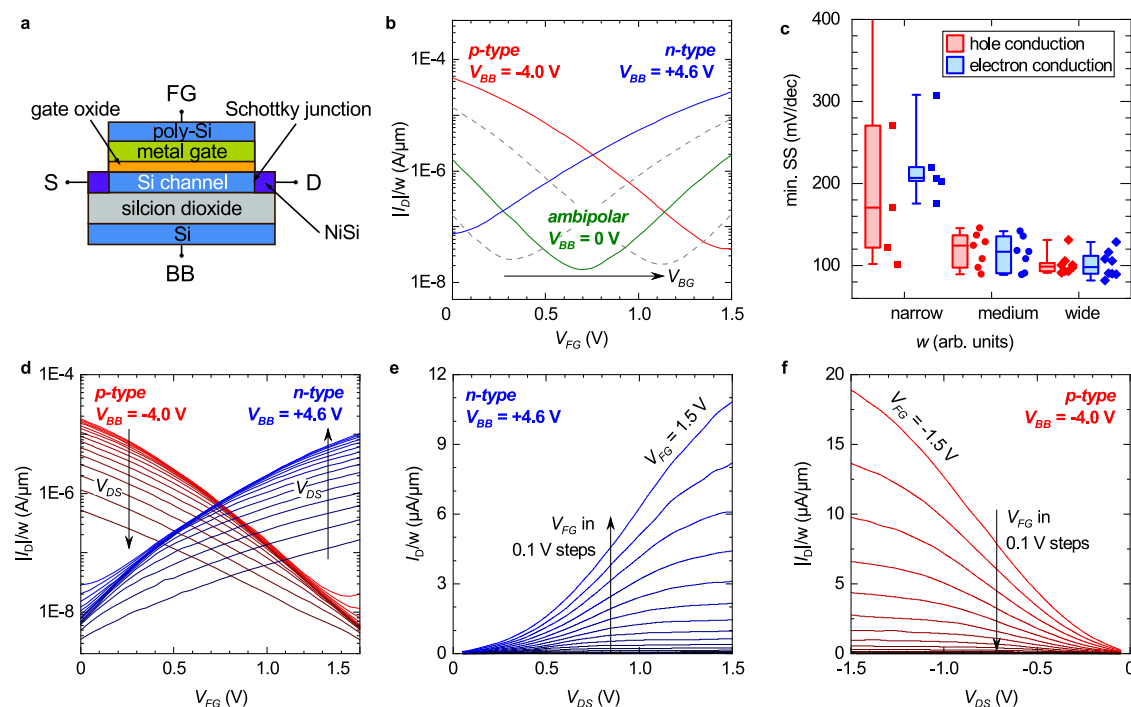 a
FG
gate oxide
Schottky junction
poly-Si
metal gate
S
Si channel
D
silcion dioxide
NiSi
Si
BB
b
p-type
V_BB = -4.0 V
n-type
V_BB = +4.6 V
ambipolar
V_BB = 0 V
V_BG
|I_D|/w (A/µm)
1E-4
1E-6
1E-8
0.0
0.5
1.0
1.5
V_FG (V)
c
hole conduction
electron conduction
min. SS (mV/dec)
400
300
200
100
narrow
medium
wide
w (arb. units)
d
p-type
V_BB = -4.0 V
n-type
V_BB = +4.6 V
V_DS
V_DS
|I_D|/w (A/µm)
1E-4
1E-6
1E-8
0.0
0.5
1.0
1.5
V_FG (V)
e
n-type
V_BB = +4.6 V
V_FG = 1.5 V
V_FG in
0.1 V steps
I_D/w (µA/µm)
12
9
6
3
0
0.0
0.5
1.0
1.5
V_DS (V)
f
p-type
V_BB = -4.0 V
V_FG = -1.5 V
V_FG in
0.1 V steps
|I_D|/w (µA/µm)
20
15
10
5
0
-1.5
-1.0
-0.5
0
V_DS (V)